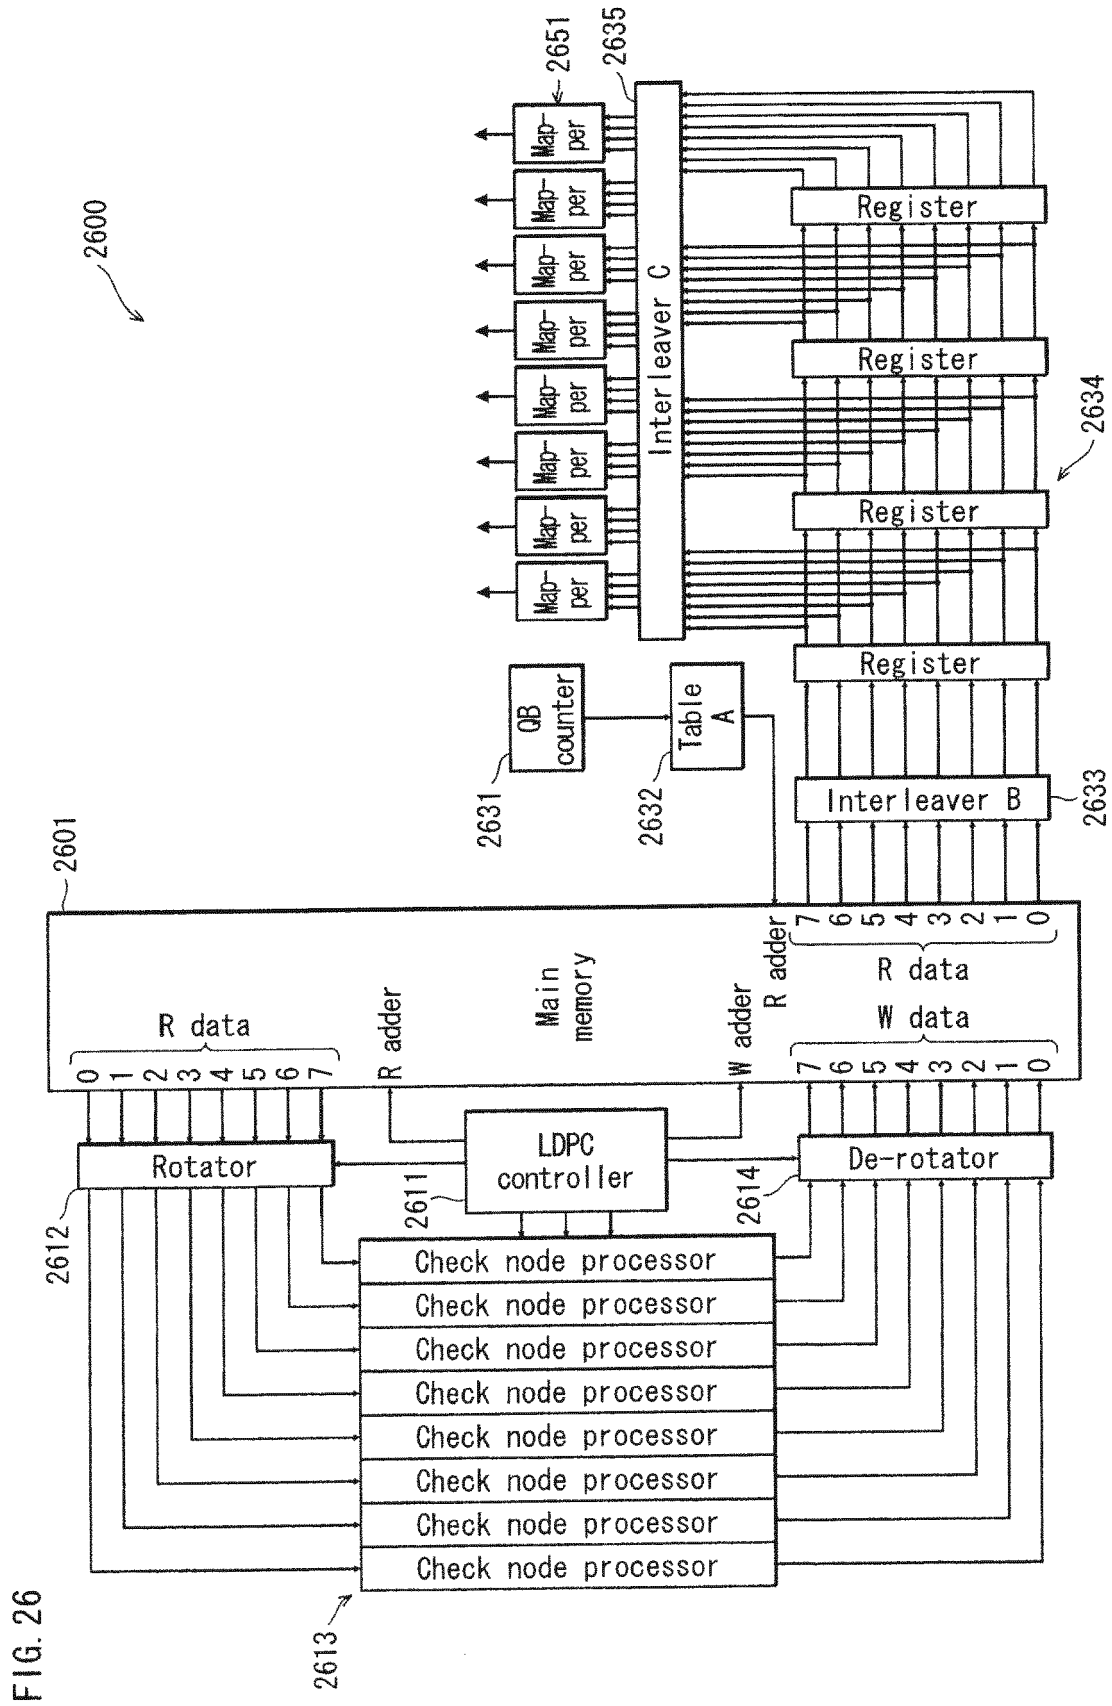 FIG. 26
2600
2613
Check node processor
Check node processor
Check node processor
Check node processor
Check node processor
Check node processor
Check node processor
Check node processor
2612
Rotator
2611
LDPC
controller
2614
De-rotator
2601
0
1
2
3
4
5
6
7
R data
R adder
Main
memory
W adder
7
6
5
4
3
2
1
0
W data
R adder
7
6
5
4
3
2
1
0
R data
2631
QB
counter
2632
Table
A
Interleaver B
2633
Register
Register
Register
Register
2634
Interleaver C
2635
Map-
per
Map-
per
Map-
per
Map-
per
Map-
per
Map-
per
Map-
per
Map-
per
2651